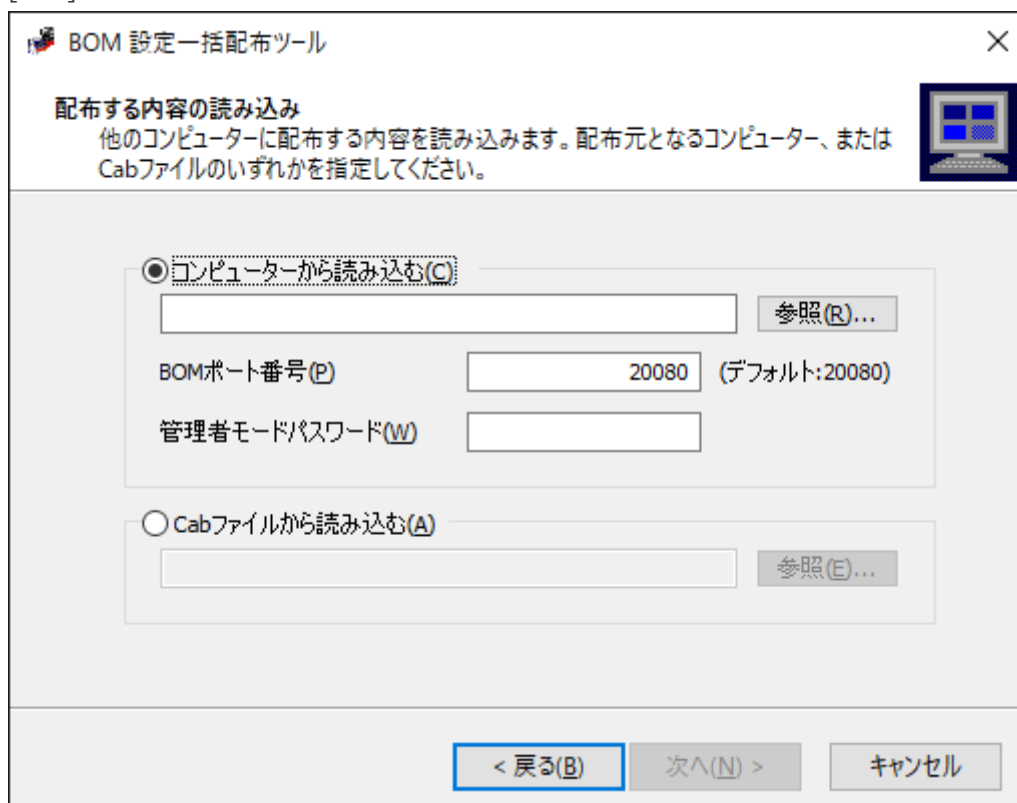 BOM 設定一括配布ツール
配布する内容の読み込み
他のコンピューターに配布する内容を読み込みます。配布元となるコンピューター、または
Cabファイルのいずれかを指定してください。
コンピューターから読み込む(C)
参照(R)...
BOMポート番号(P)
20080
(デフォルト:20080)
管理者モードパスワード(W)
Cabファイルから読み込む(A)
参照(E)...
< 戻る(B)
次へ(N) >
キャンセル